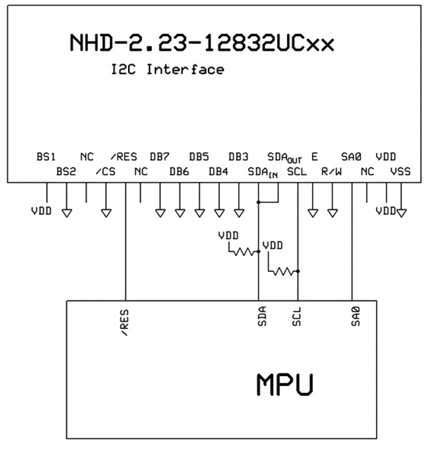 NHD-2.23-12832UCxx
I2C Interface
BS1 NC /RES DB7 DB5 DB3 SDAOUT E SA0 VDD
BS2 /CS NC DB6 DB4 SDAIN SCL R/W NC VSS
VDD VDD
VDD VDD
/RES SDA SCL SA0
MPU